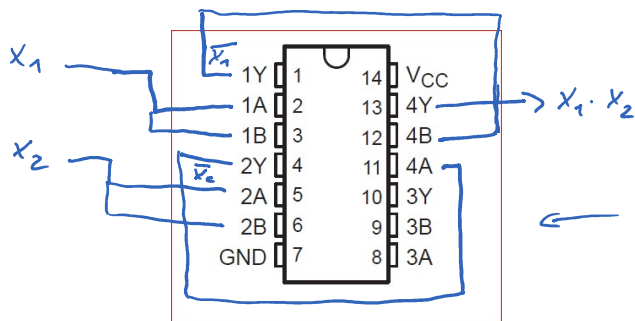 x̄₁
X₁
1Y 1 14 VCC
1A 2 13 4Y X₁ · X₂
1B 3 12 4B
X₂
2Y 4 11 4A
x̄₂
2A 5 10 3Y
2B 6 9 3B
GND 7 8 3A